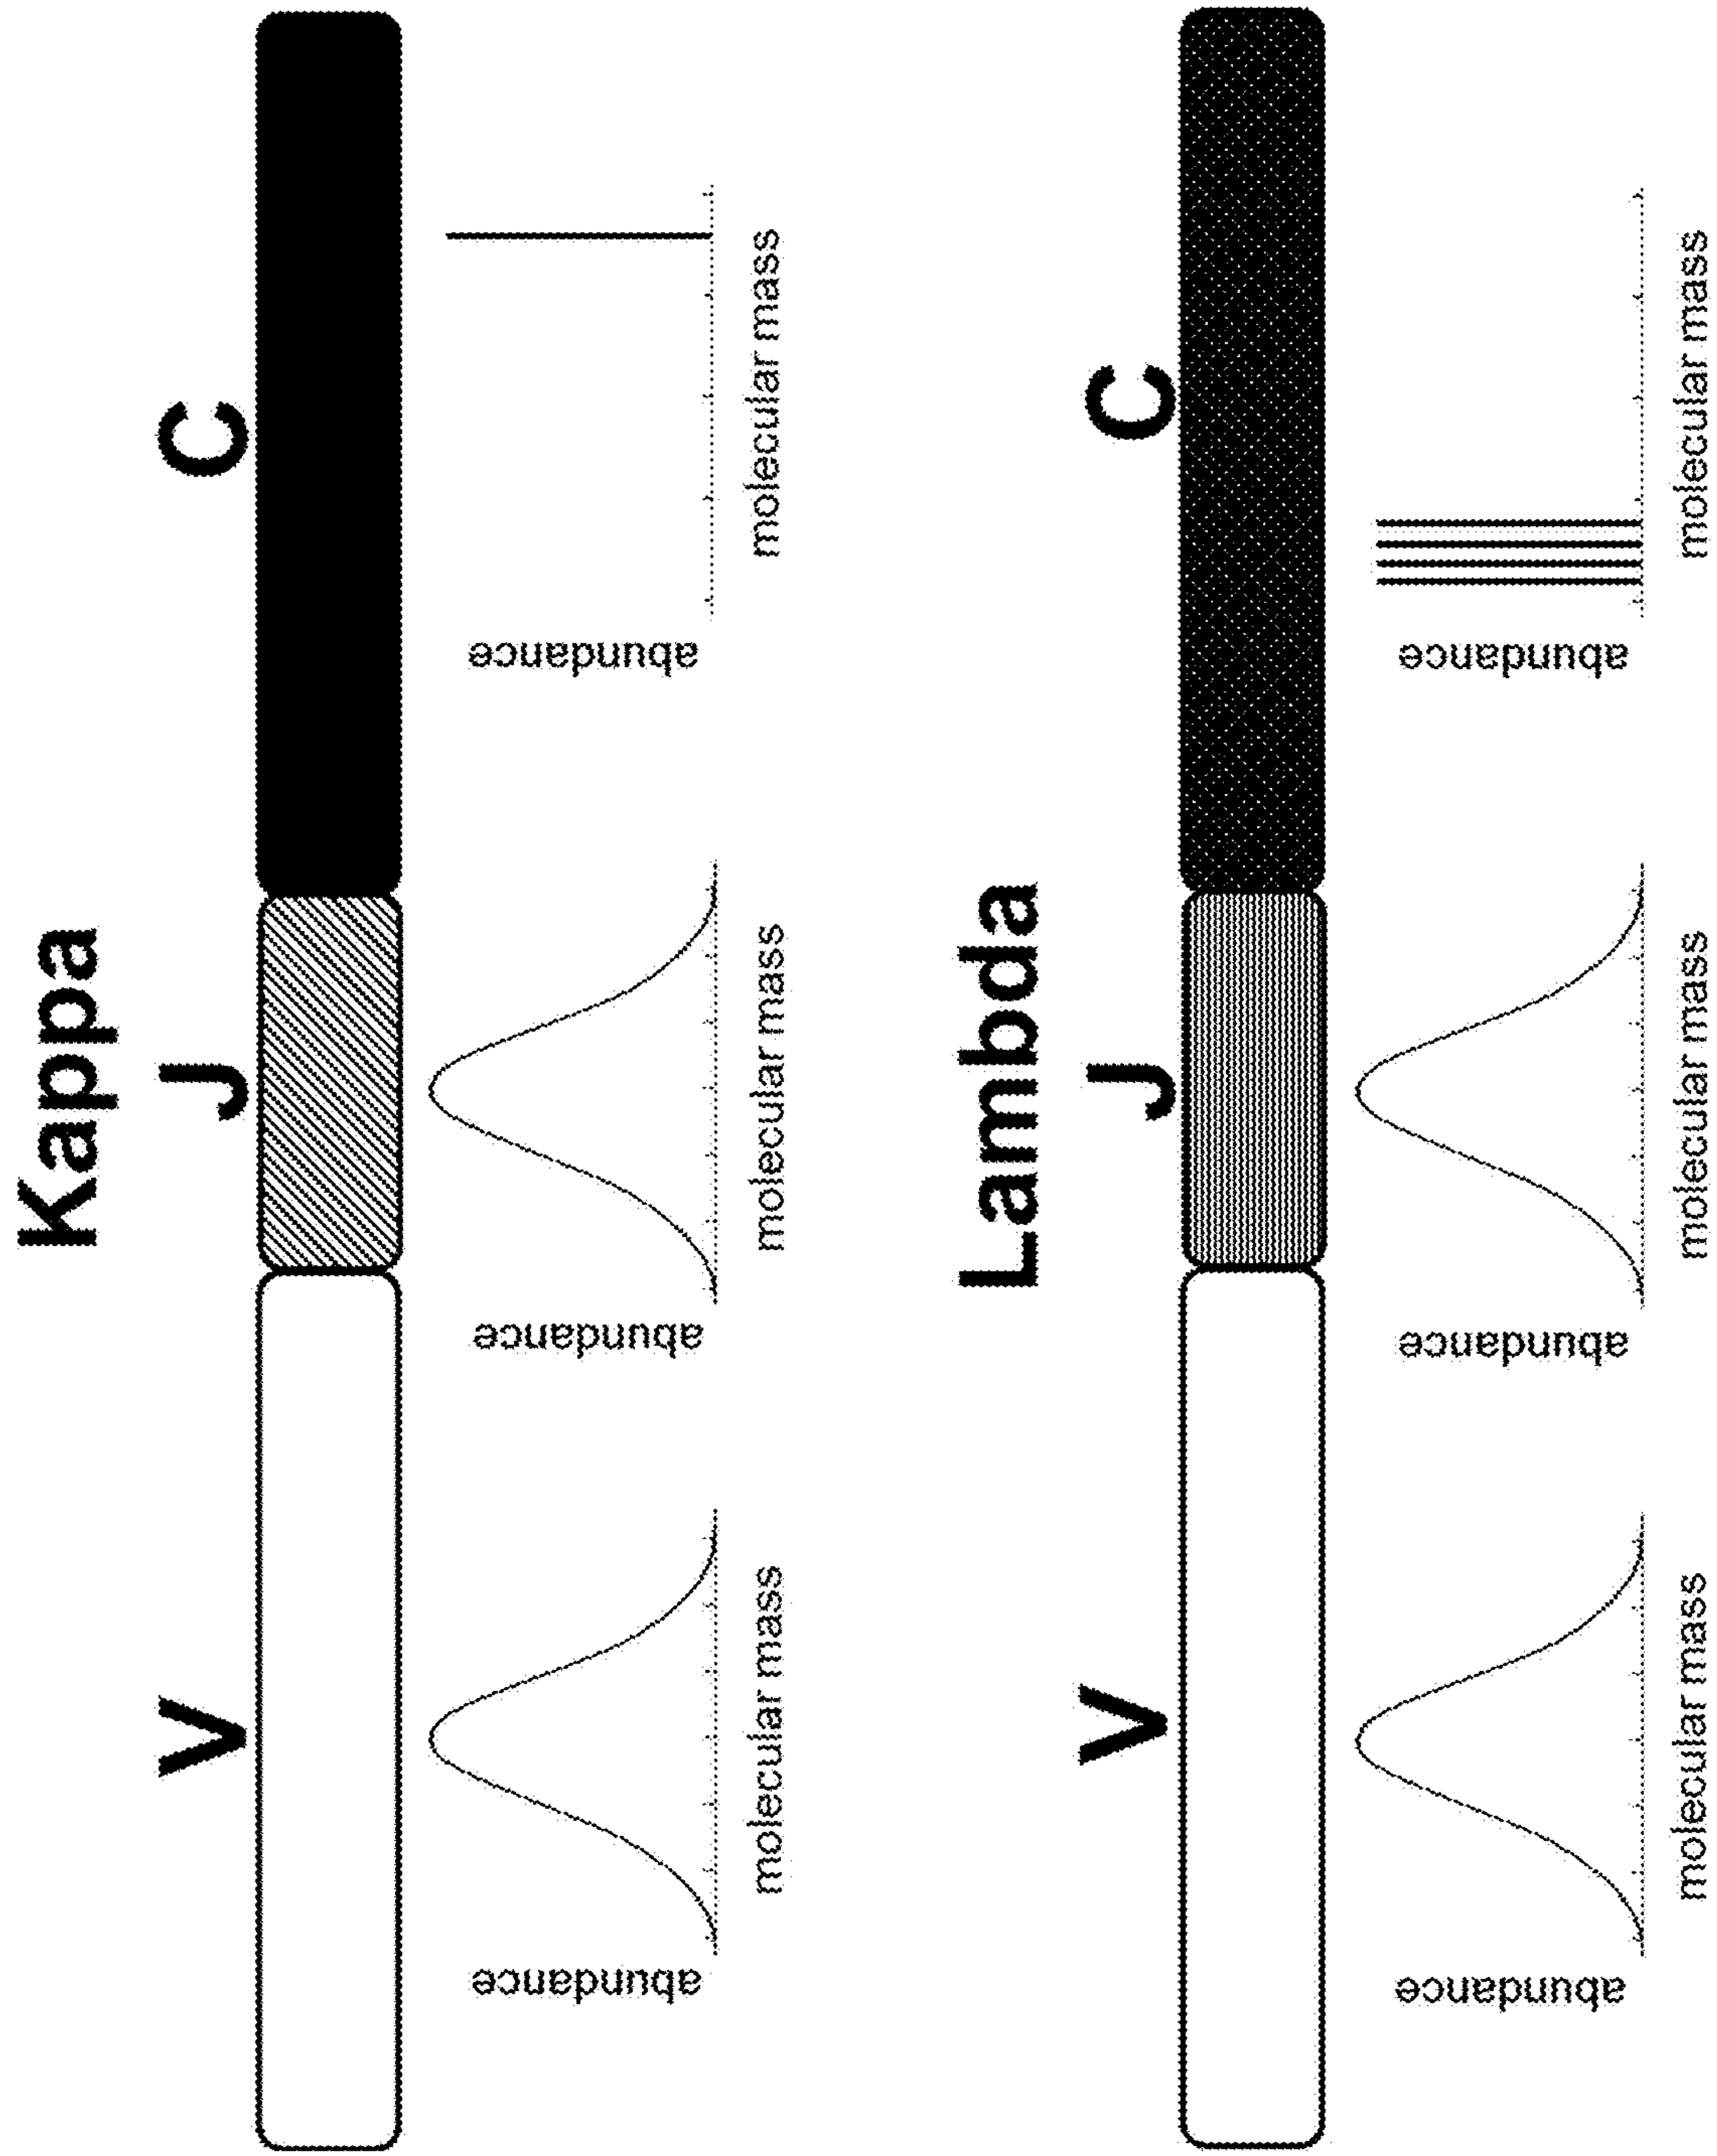 Kappa
V J C
abundance abundance abundance
molecular mass molecular mass molecular mass
Lambda
V J C
abundance abundance abundance
molecular mass molecular mass molecular mass